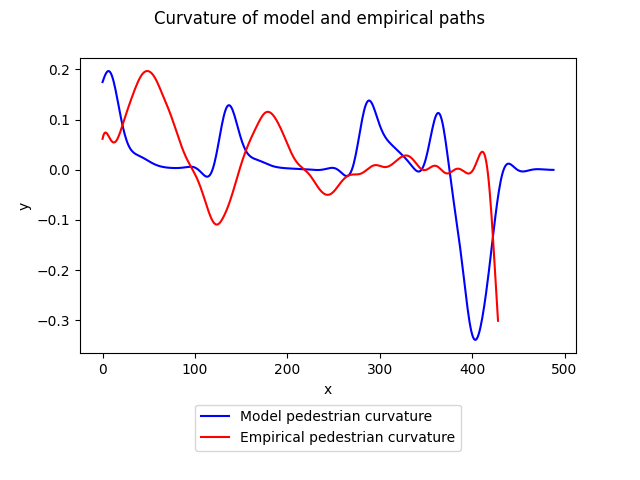 Curvature of model and empirical paths
0.2
0.1
0.0
−0.1
−0.2
−0.3
y
0 100 200 300 400 500
x
Model pedestrian curvature
Empirical pedestrian curvature